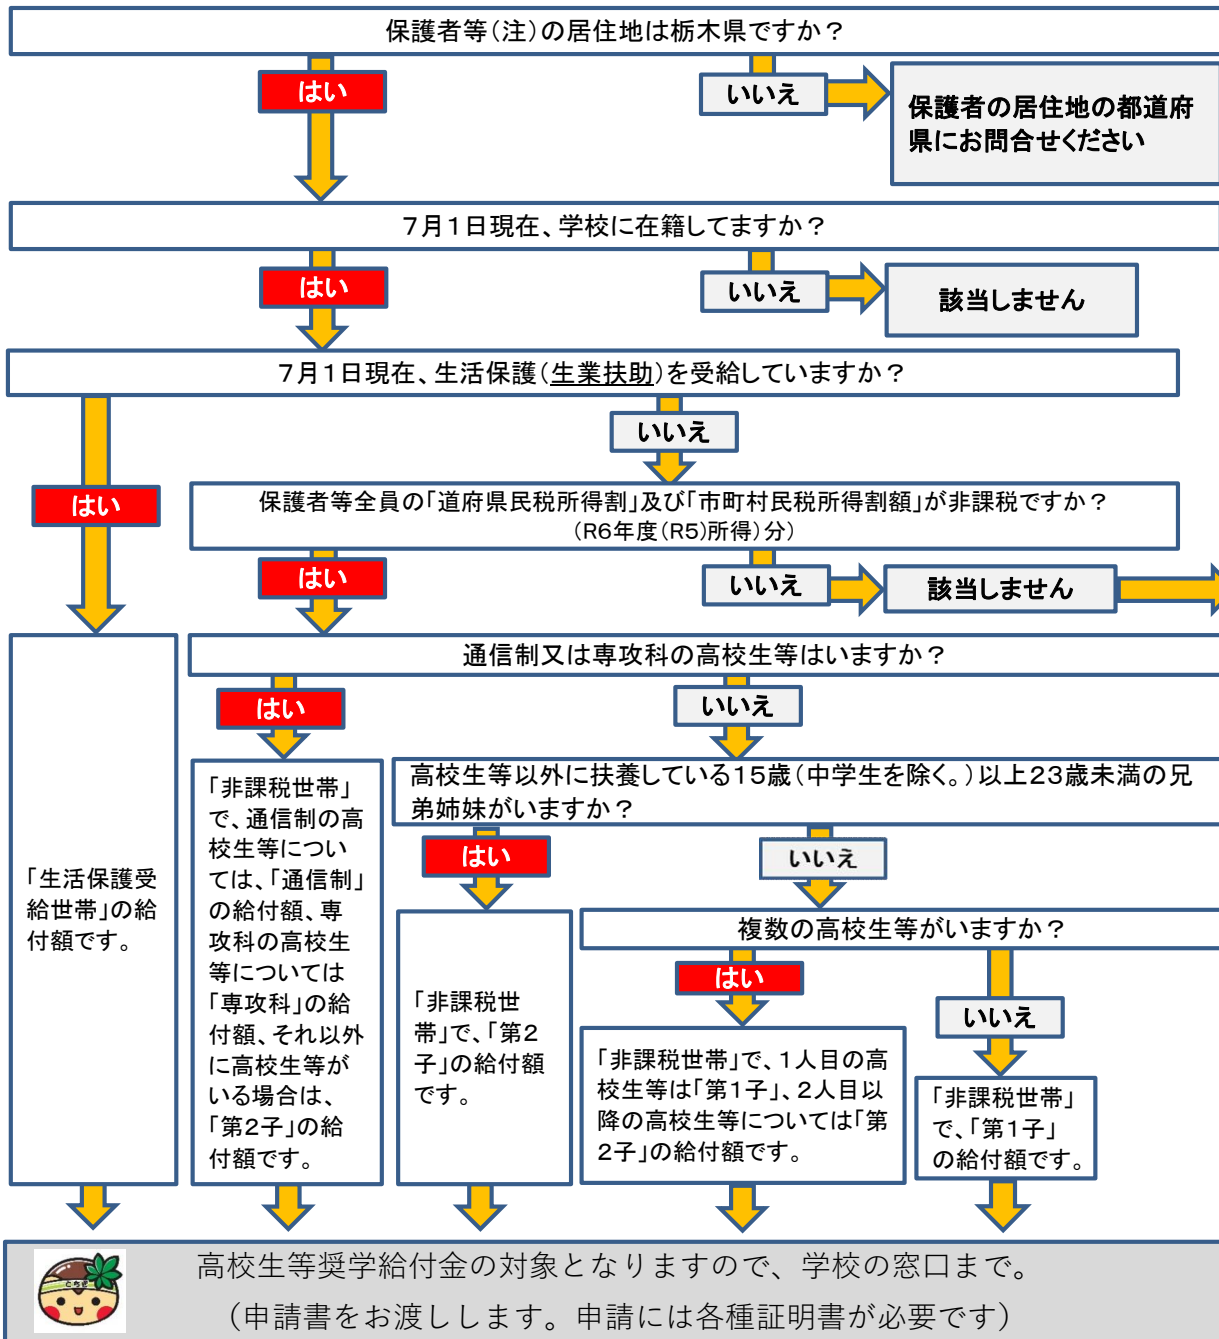 保護者等(注)の居住地は栃木県ですか？
はい
いいえ
保護者の居住地の都道府
県にお問合せください
７月１日現在、学校に在籍してますか？
はい
いいえ
該当しません
７月１日現在、生活保護(生業扶助)を受給していますか？
いいえ
はい
保護者等全員の「道府県民税所得割」及び「市町村民税所得割額」が非課税ですか？
(R6年度(R5)所得)分)
はい
いいえ
該当しません
通信制又は専攻科の高校生等はいますか？
はい
いいえ
高校生等以外に扶養している１５歳(中学生を除く。)以上２３歳未満の兄
弟姉妹がいますか？
はい
いいえ
複数の高校生等がいますか？
はい
いいえ
「生活保護受
給世帯」の給
付額です。
「非課税世帯」
で、通信制の高
校生等につい
ては、「通信制」
の給付額、専
攻科の高校生
等については
「専攻科」の給
付額、それ以外
に高校生等が
いる場合は、
「第２子」の給
付額です。
「非課税世
帯」で、「第２
子」の給付額
です。
「非課税世帯」で、１人目の高
校生等は「第１子」、２人目以
降の高校生等については「第
２子」の給付額です。
「非課税世帯」
で、「第１子」
の給付額です。
高校生等奨学給付金の対象となりますので、学校の窓口まで。
（申請書をお渡しします。申請には各種証明書が必要です）
とちぎ